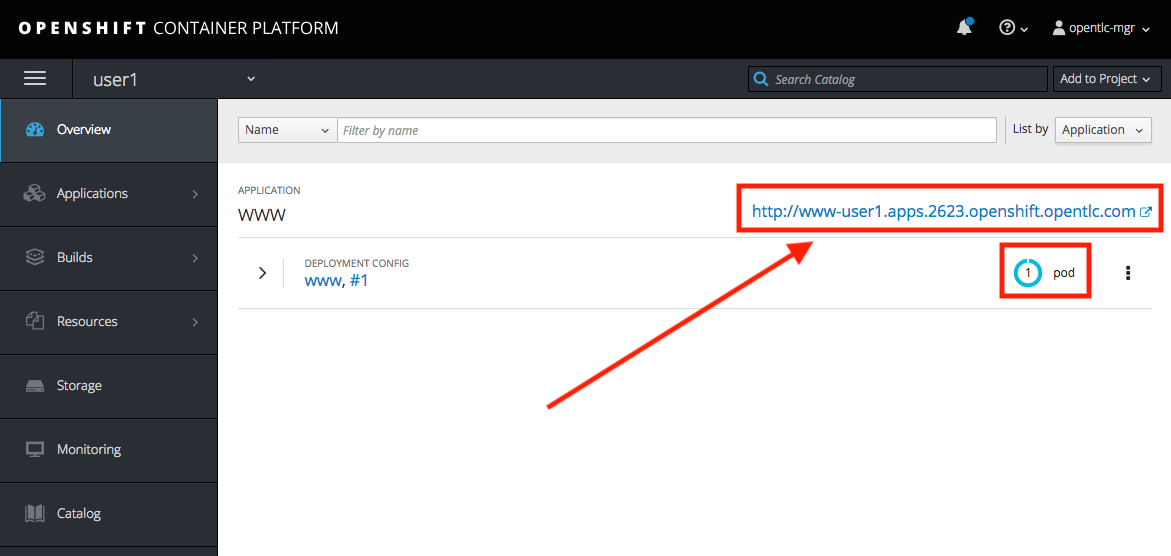 OPENSHIFT CONTAINER PLATFORM
opentlc-mgr
user1
Search Catalog
Add to Project
Overview
Applications
Builds
Resources
Storage
Monitoring
Catalog
Name
Filter by name
List by
Application
APPLICATION
WWW
http://www-user1.apps.2623.openshift.opentlc.com
DEPLOYMENT CONFIG
www, #1
1 pod